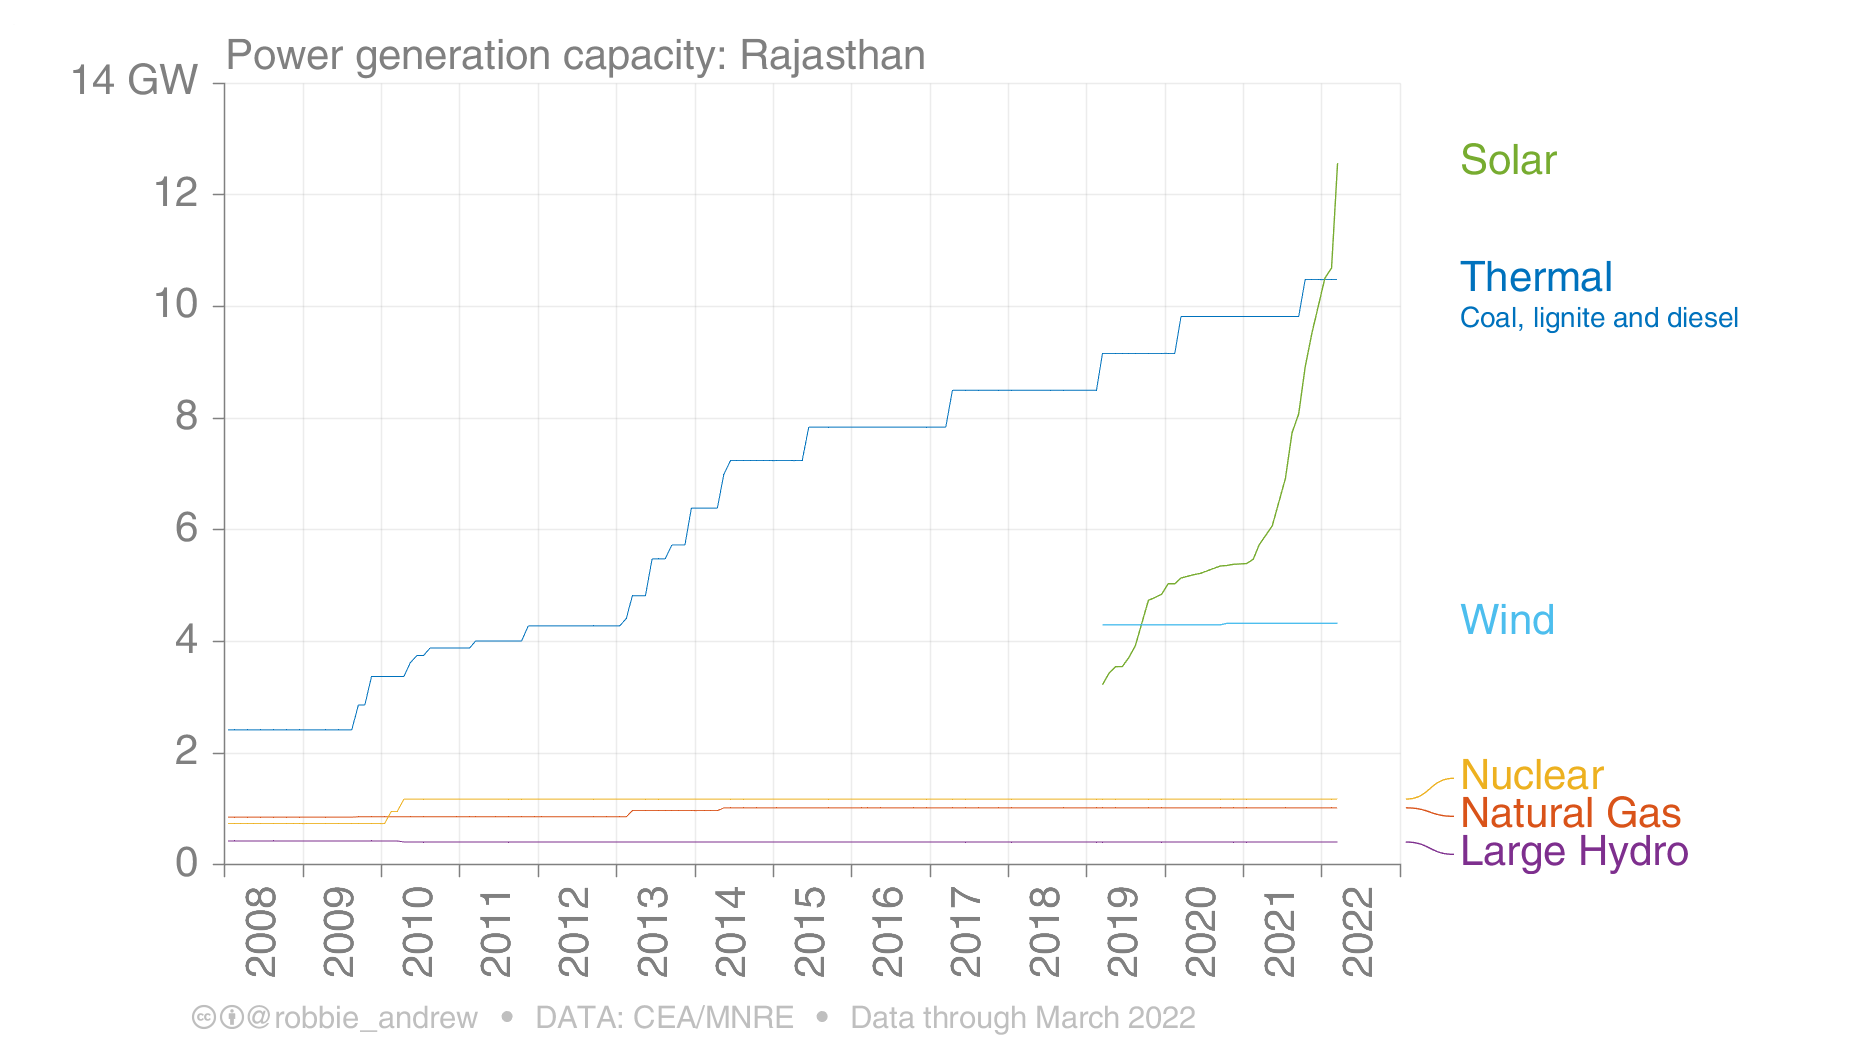 Power generation capacity: Rajasthan
14 GW
12
10
8
6
4
2
0
Solar
Thermal
Coal, lignite and diesel
Wind
Nuclear
Natural Gas
Large Hydro
2008
2009
2010
2011
2012
2013
2014
2015
2016
2017
2018
2019
2020
2021
2022
cc @robbie_andrew • DATA: CEA/MNRE • Data through March 2022